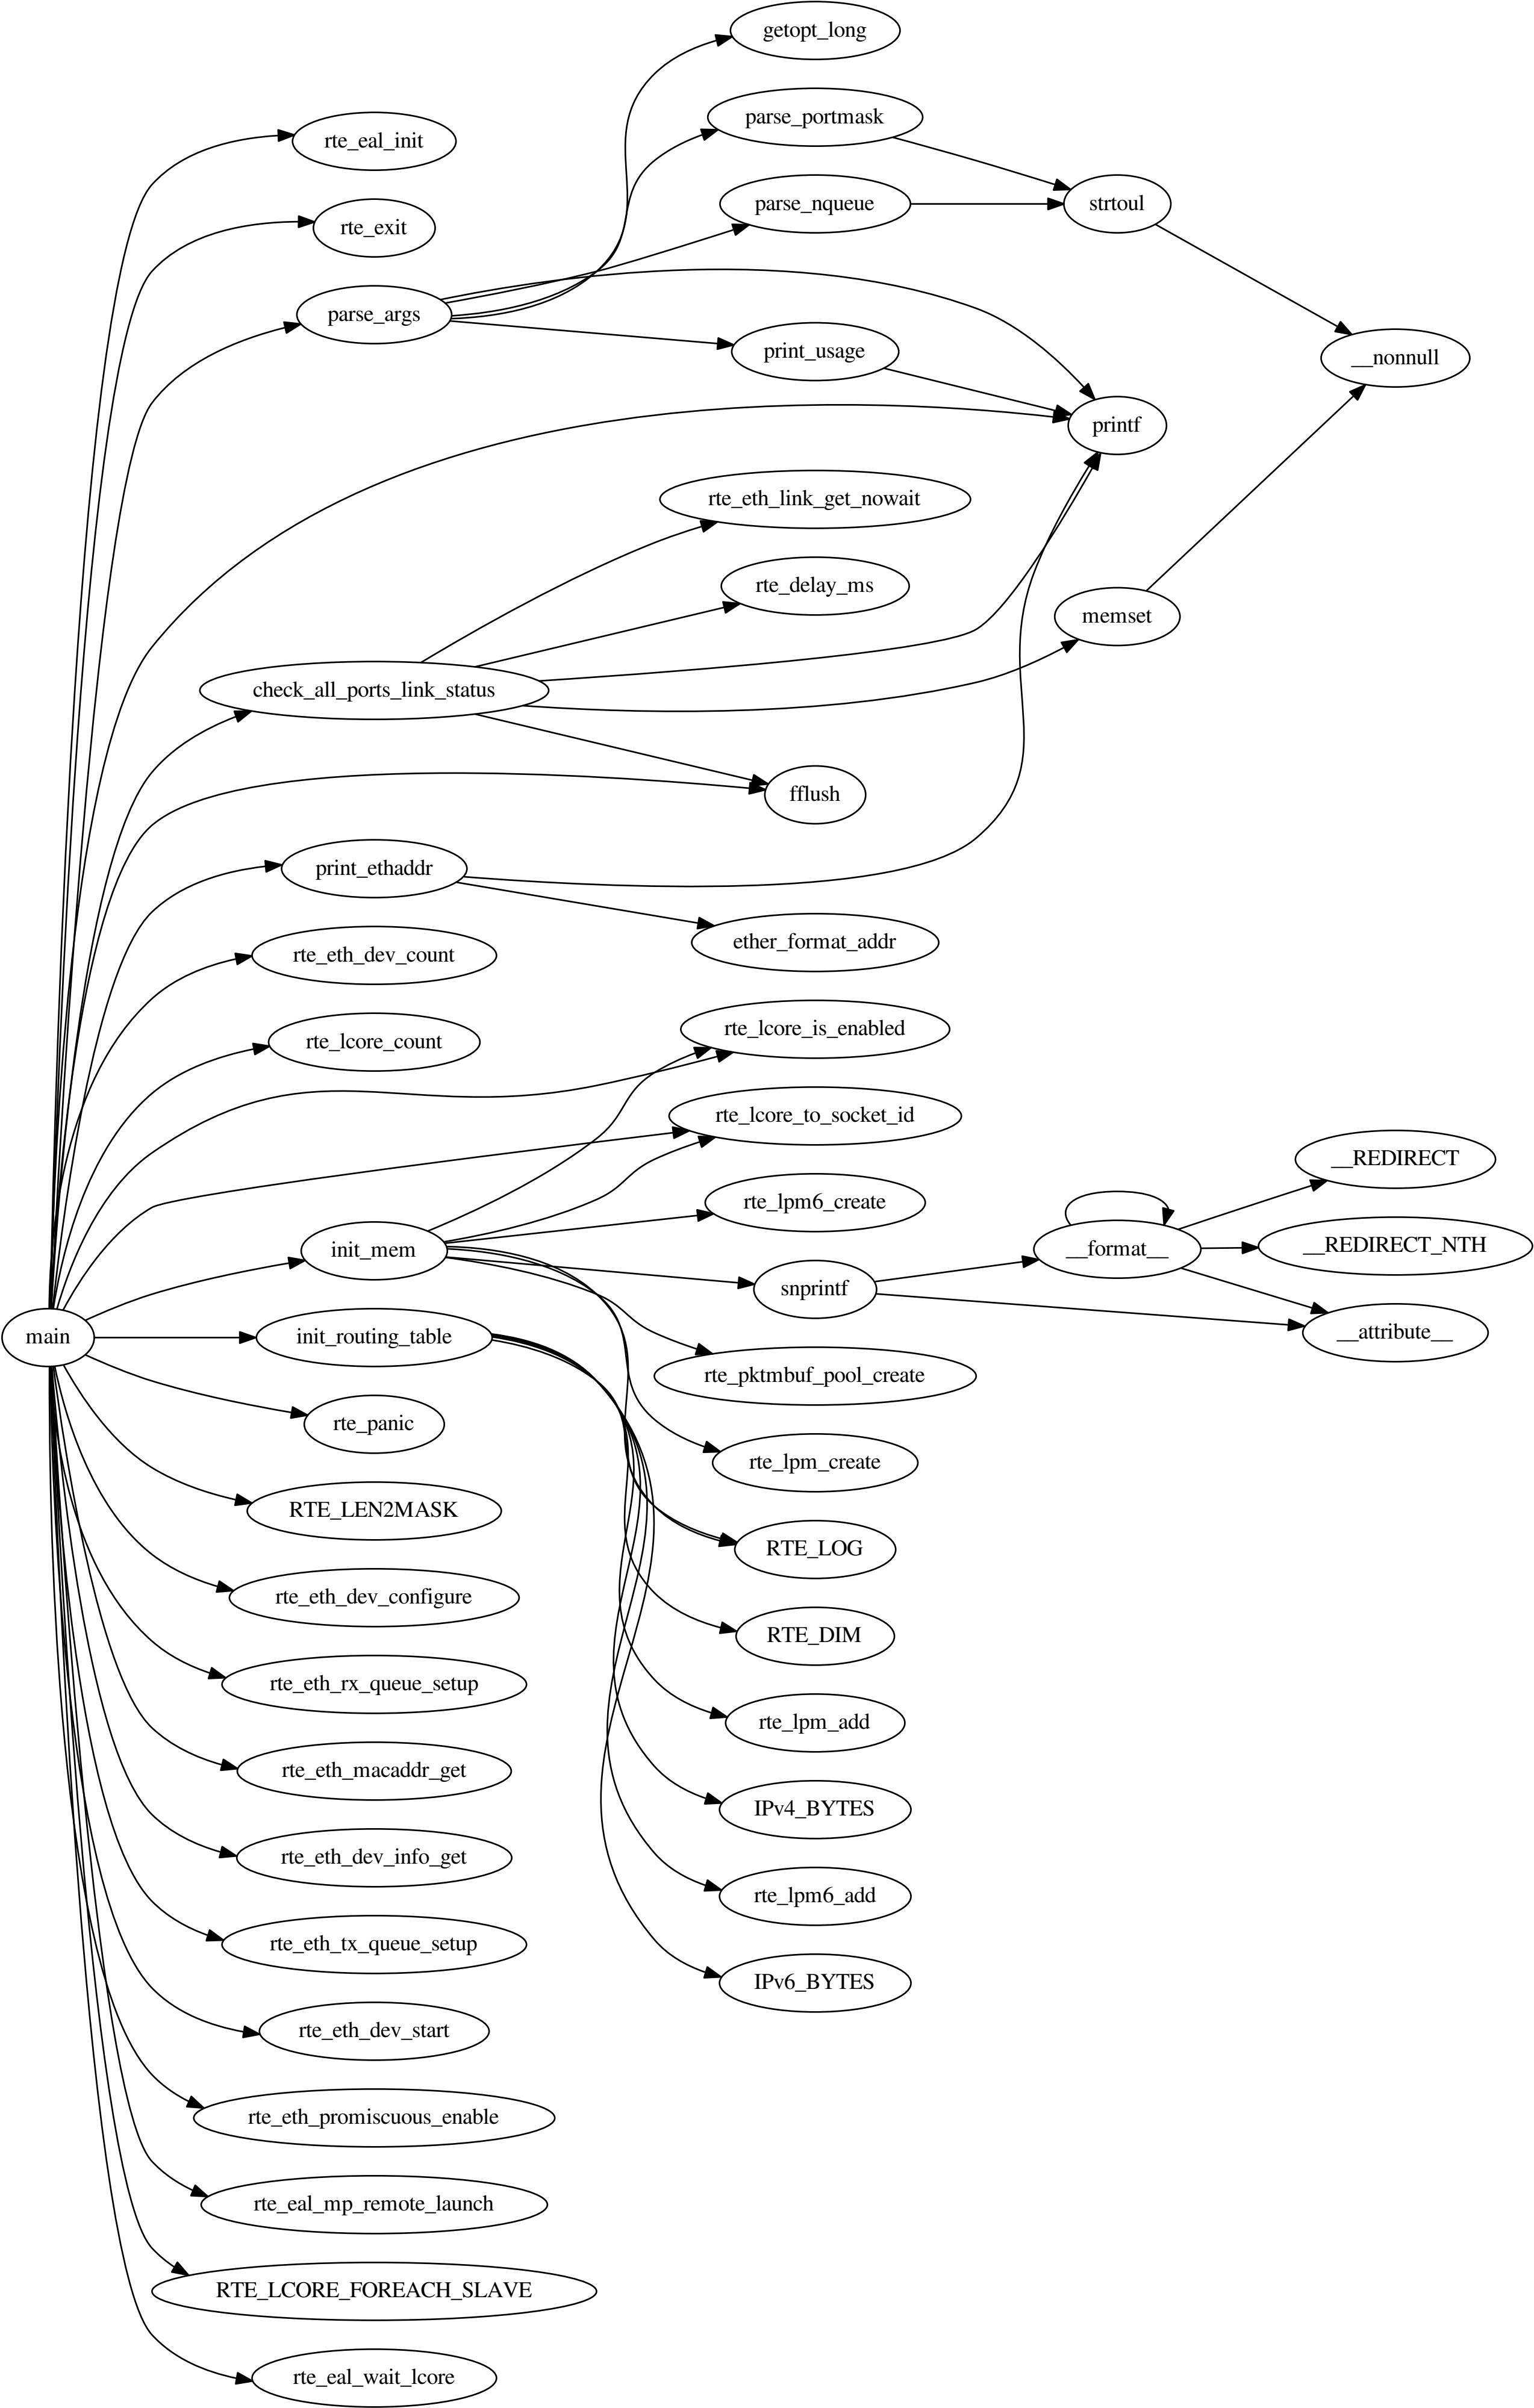 getopt_long
parse_portmask
rte_eal_init
parse_nqueue
strtoul
rte_exit
parse_args
print_usage
__nonnull
printf
rte_eth_link_get_nowait
rte_delay_ms
memset
check_all_ports_link_status
fflush
print_ethaddr
ether_format_addr
rte_eth_dev_count
rte_lcore_is_enabled
rte_lcore_count
rte_lcore_to_socket_id
__REDIRECT
rte_lpm6_create
init_mem
__format__
__REDIRECT_NTH
snprintf
main
init_routing_table
__attribute__
rte_pktmbuf_pool_create
rte_panic
rte_lpm_create
RTE_LEN2MASK
RTE_LOG
rte_eth_dev_configure
RTE_DIM
rte_eth_rx_queue_setup
rte_lpm_add
rte_eth_macaddr_get
IPv4_BYTES
rte_eth_dev_info_get
rte_lpm6_add
rte_eth_tx_queue_setup
IPv6_BYTES
rte_eth_dev_start
rte_eth_promiscuous_enable
rte_eal_mp_remote_launch
RTE_LCORE_FOREACH_SLAVE
rte_eal_wait_lcore